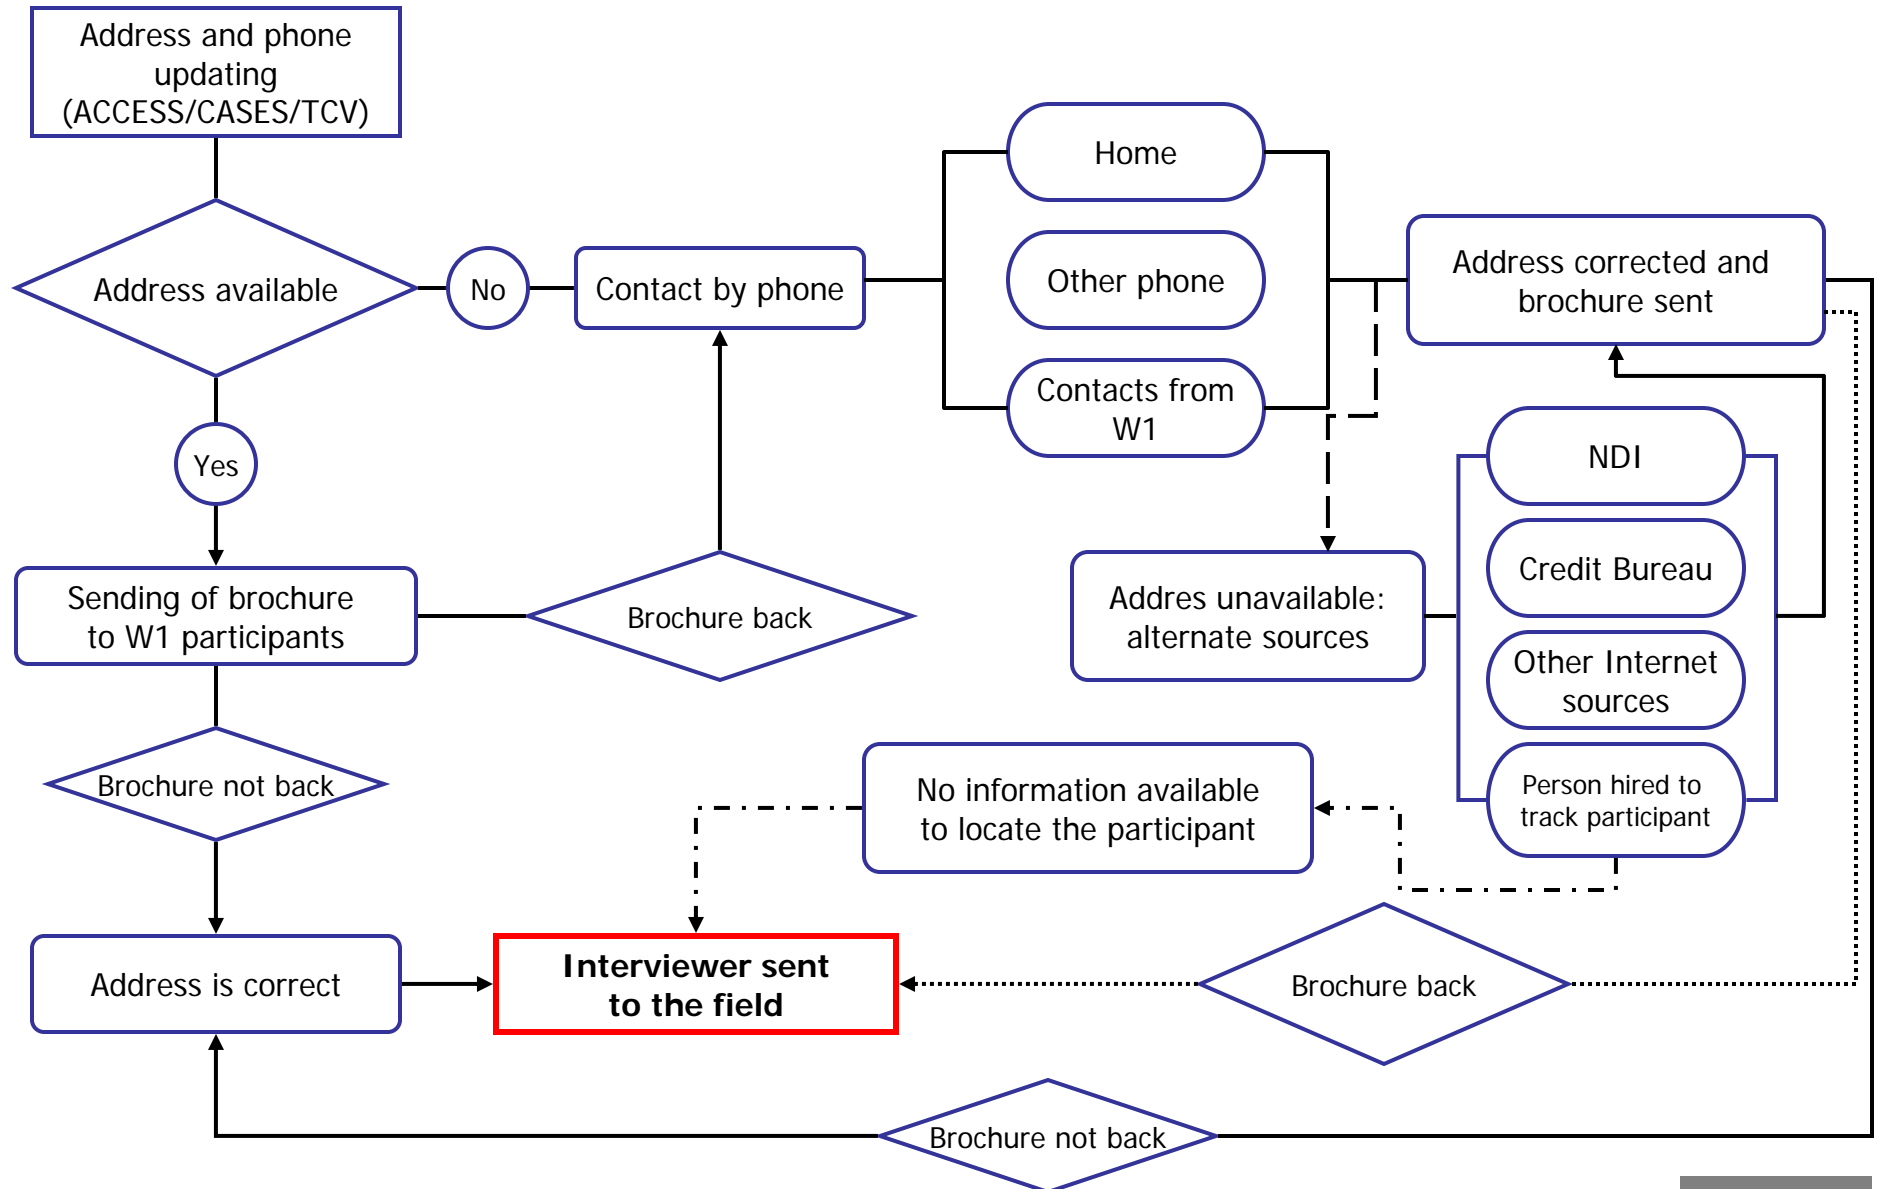 Address and phone
updating
(ACCESS/CASES/TCV)
Address available
No
Contact by phone
Home
Other phone
Contacts from
W1
Address corrected and
brochure sent
Yes
Sending of brochure
to W1 participants
Brochure back
Addres unavailable:
alternate sources
NDI
Credit Bureau
Other Internet
sources
Person hired to
track participant
Brochure not back
No information available
to locate the participant
Address is correct
Interviewer sent
to the field
Brochure back
Brochure not back